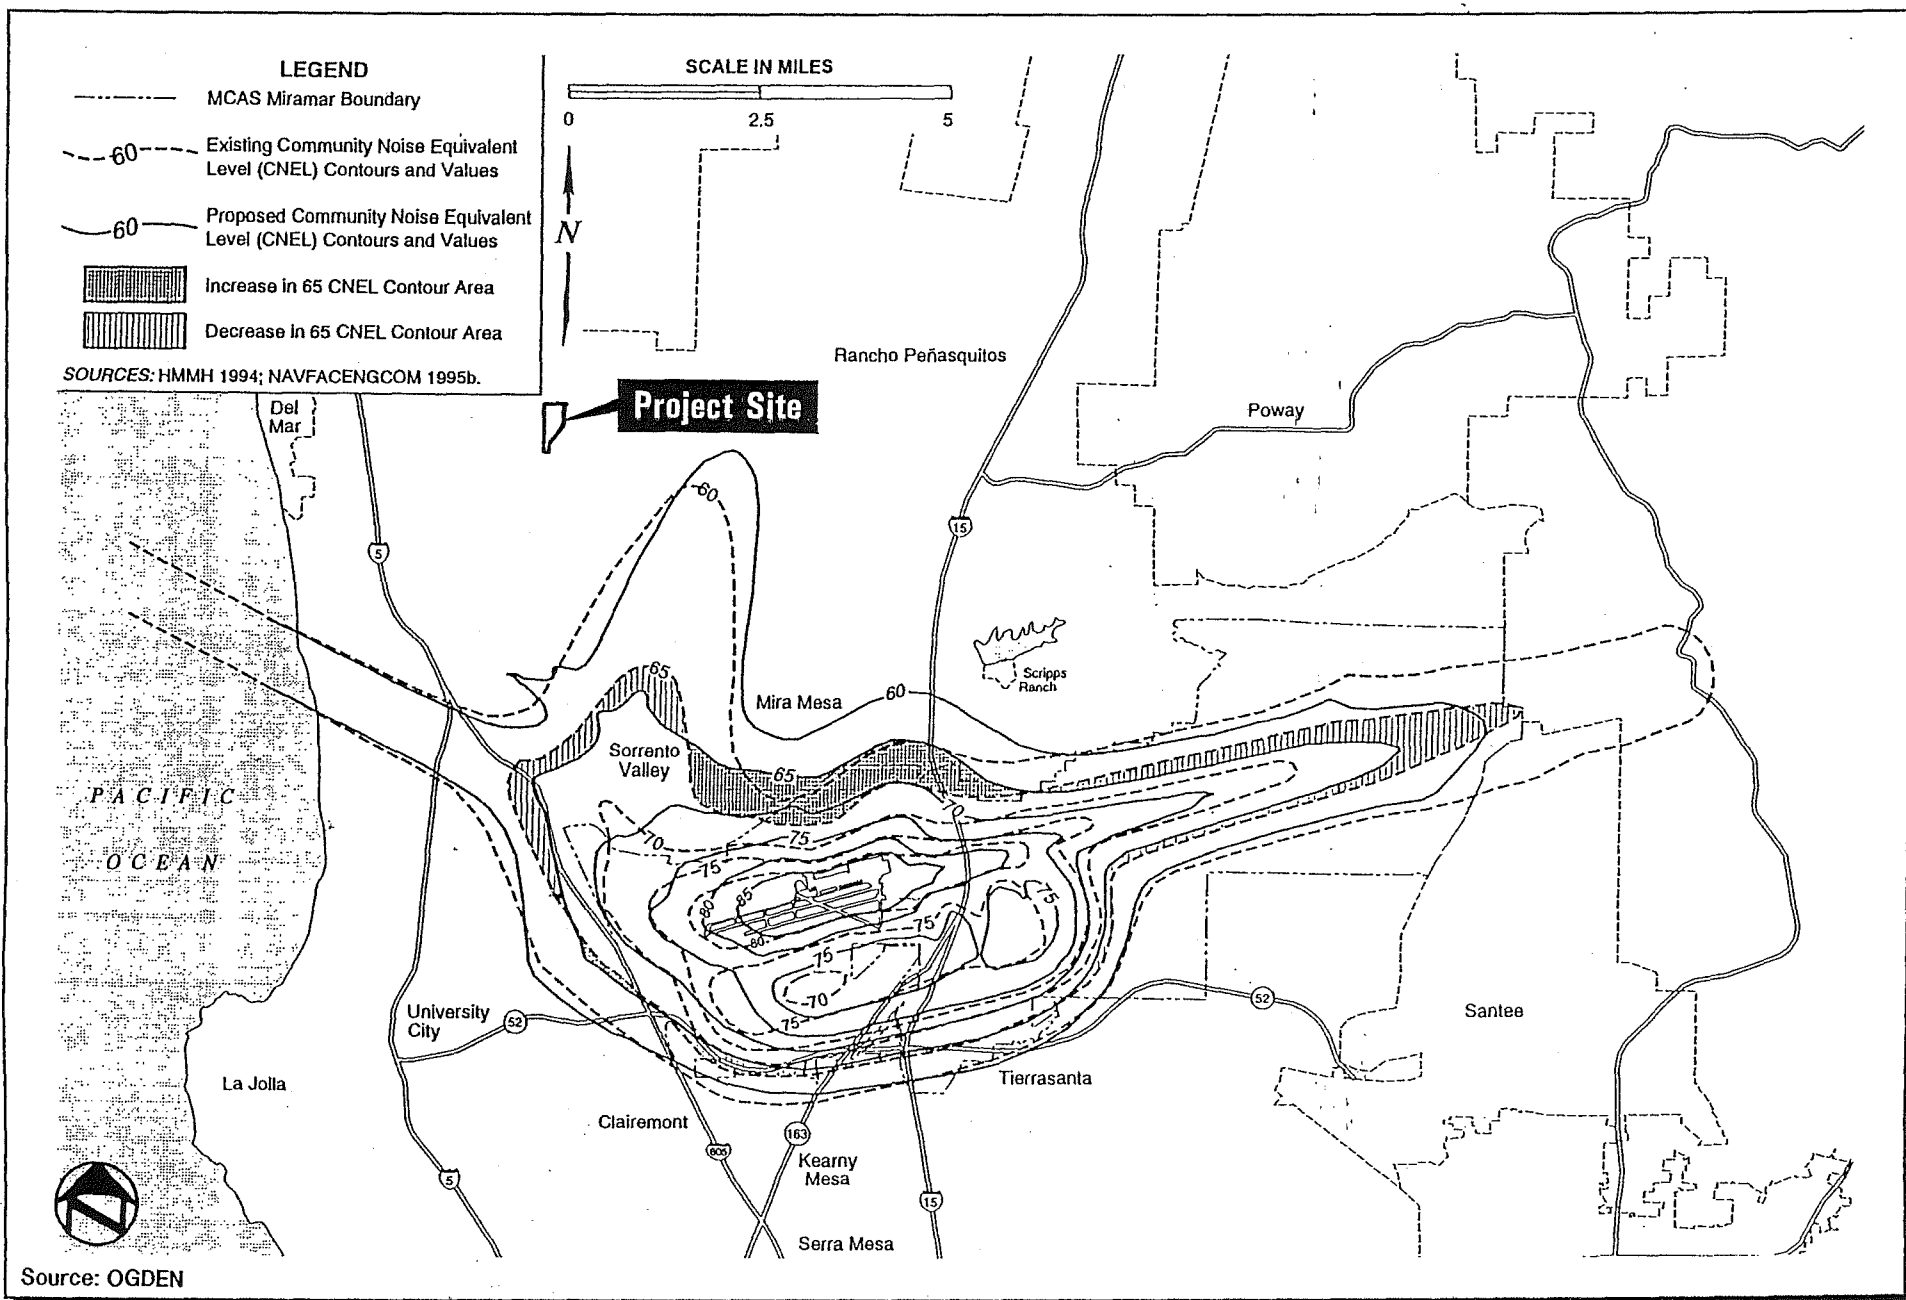 LEGEND
MCAS Miramar Boundary
60
Existing Community Noise Equivalent
Level (CNEL) Contours and Values
60
Proposed Community Noise Equivalent
Level (CNEL) Contours and Values
Increase in 65 CNEL Contour Area
Decrease in 65 CNEL Contour Area
SOURCES: HMMH 1994; NAVFACENGCOM 1995b.
SCALE IN MILES
0 2.5 5
N
Rancho Peñasquitos
Project Site
Del
Mar
Poway
60
15
5
Scripps
Ranch
65
Mira Mesa
60
Sorrento
Valley
65
PACIFIC
OCEAN
70
70
75
75
80
85
75
80
75
75
70
75
University
City
52
52
Santee
La Jolla
Tierrasanta
Clairemont
163
805
Kearny
Mesa
5
15
Serra Mesa
Source: OGDEN